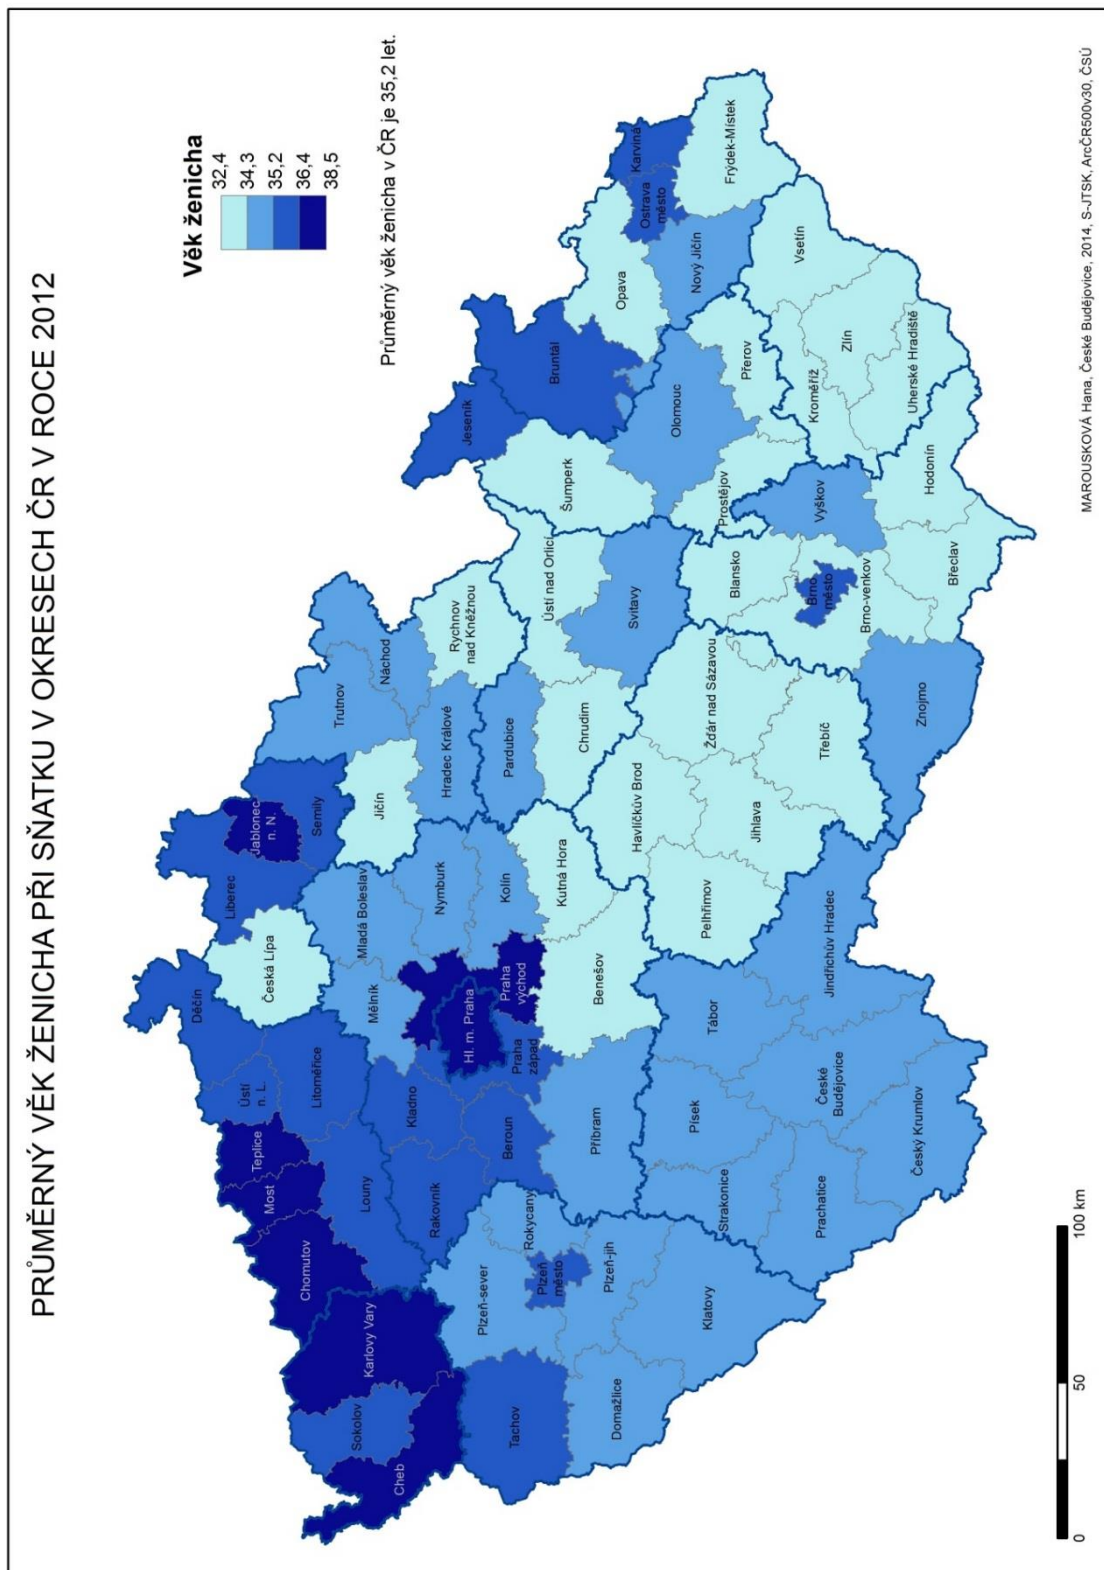 PRŮMĚRNÝ VĚK ŽENICHA PŘI SŇATKU V OKRESECH ČR V ROCE 2012
Věk ženicha
32,4
34,3
35,2
36,4
38,5
Průměrný věk ženicha v ČR je 35,2 let.
Děčín
Liberec
Jablonec
n. N.
Semily
Česká Lípa
Ústí
n. L.
Teplice
Most
Chomutov
Litoměřice
Louny
Karlovy Vary
Sokolov
Cheb
Trutnov
Náchod
Jičín
Hradec Králové
Rychnov
nad Kněžnou
Mladá Boleslav
Mělník
Nymburk
Kolín
Kladno
Rakovník
Hl. m. Praha
Praha
východ
Praha
západ
Beroun
Příbram
Benešov
Kutná Hora
Pardubice
Chrudim
Ústí nad Orlicí
Svitavy
Tachov
Plzeň-sever
Rokycany
Plzeň
město
Plzeň-jih
Domažlice
Klatovy
Jeseník
Bruntál
Šumperk
Opava
Ostrava
město
Karviná
Frýdek-Místek
Nový Jičín
Olomouc
Přerov
Prostějov
Vsetín
Kroměříž
Zlín
Uherské Hradiště
Havlíčkův Brod
Žďár nad Sázavou
Pelhřimov
Jihlava
Třebíč
Blansko
Brno
město
Brno-venkov
Vyškov
Hodonín
Břeclav
Znojmo
Strakonice
Písek
Tábor
Jindřichův Hradec
Prachatice
České
Budějovice
Český Krumlov
0
50
100 km
MAROUSKOVÁ Hana, České Budějovice, 2014, S-JTSK, ArcČR500v30, ČSÚ